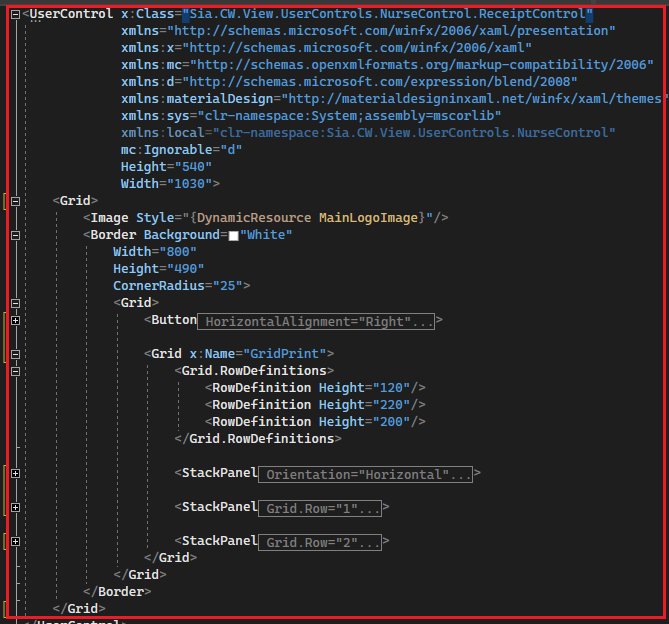 <UserControl x:Class="Sia.CW.View.UserControls.NurseControl.ReceiptControl"
xmlns="http://schemas.microsoft.com/winfx/2006/xaml/presentation"
xmlns:x="http://schemas.microsoft.com/winfx/2006/xaml"
xmlns:mc="http://schemas.openxmlformats.org/markup-compatibility/2006"
xmlns:d="http://schemas.microsoft.com/expression/blend/2008"
xmlns:materialDesign="http://materialdesigninxaml.net/winfx/xaml/themes"
xmlns:sys="clr-namespace:System;assembly=mscorlib"
xmlns:local="clr-namespace:Sia.CW.View.UserControls.NurseControl"
mc:Ignorable="d"
Height="540"
Width="1030">
<Grid>
<Image Style="{DynamicResource MainLogoImage}"/>
<Border Background="White"
Width="800"
Height="490"
CornerRadius="25">
<Grid>
<Button HorizontalAlignment="Right"...>
<Grid x:Name="GridPrint">
<Grid.RowDefinitions>
<RowDefinition Height="120"/>
<RowDefinition Height="220"/>
<RowDefinition Height="200"/>
</Grid.RowDefinitions>
<StackPanel Orientation="Horizontal"...>
<StackPanel Grid.Row="1"...>
<StackPanel Grid.Row="2"...>
</Grid>
</Grid>
</Border>
</Grid>
</UserControl>